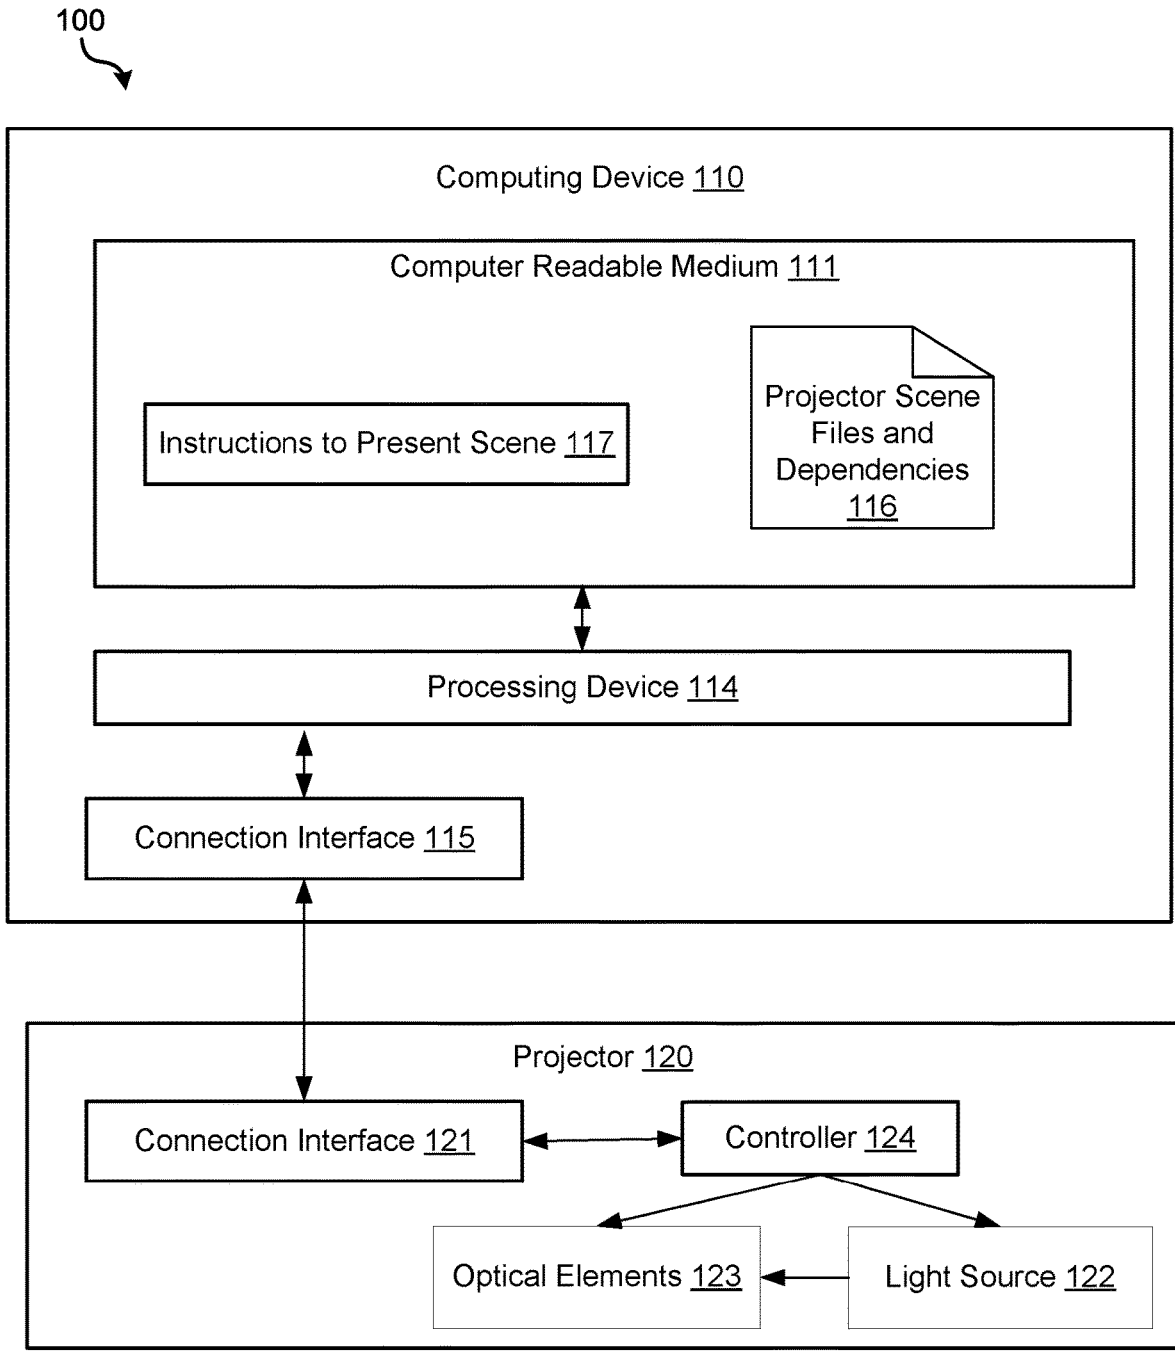 100
Computing Device 110
Computer Readable Medium 111
Instructions to Present Scene 117
Projector Scene
Files and
Dependencies
116
Processing Device 114
Connection Interface 115
Projector 120
Connection Interface 121
Controller 124
Optical Elements 123
Light Source 122